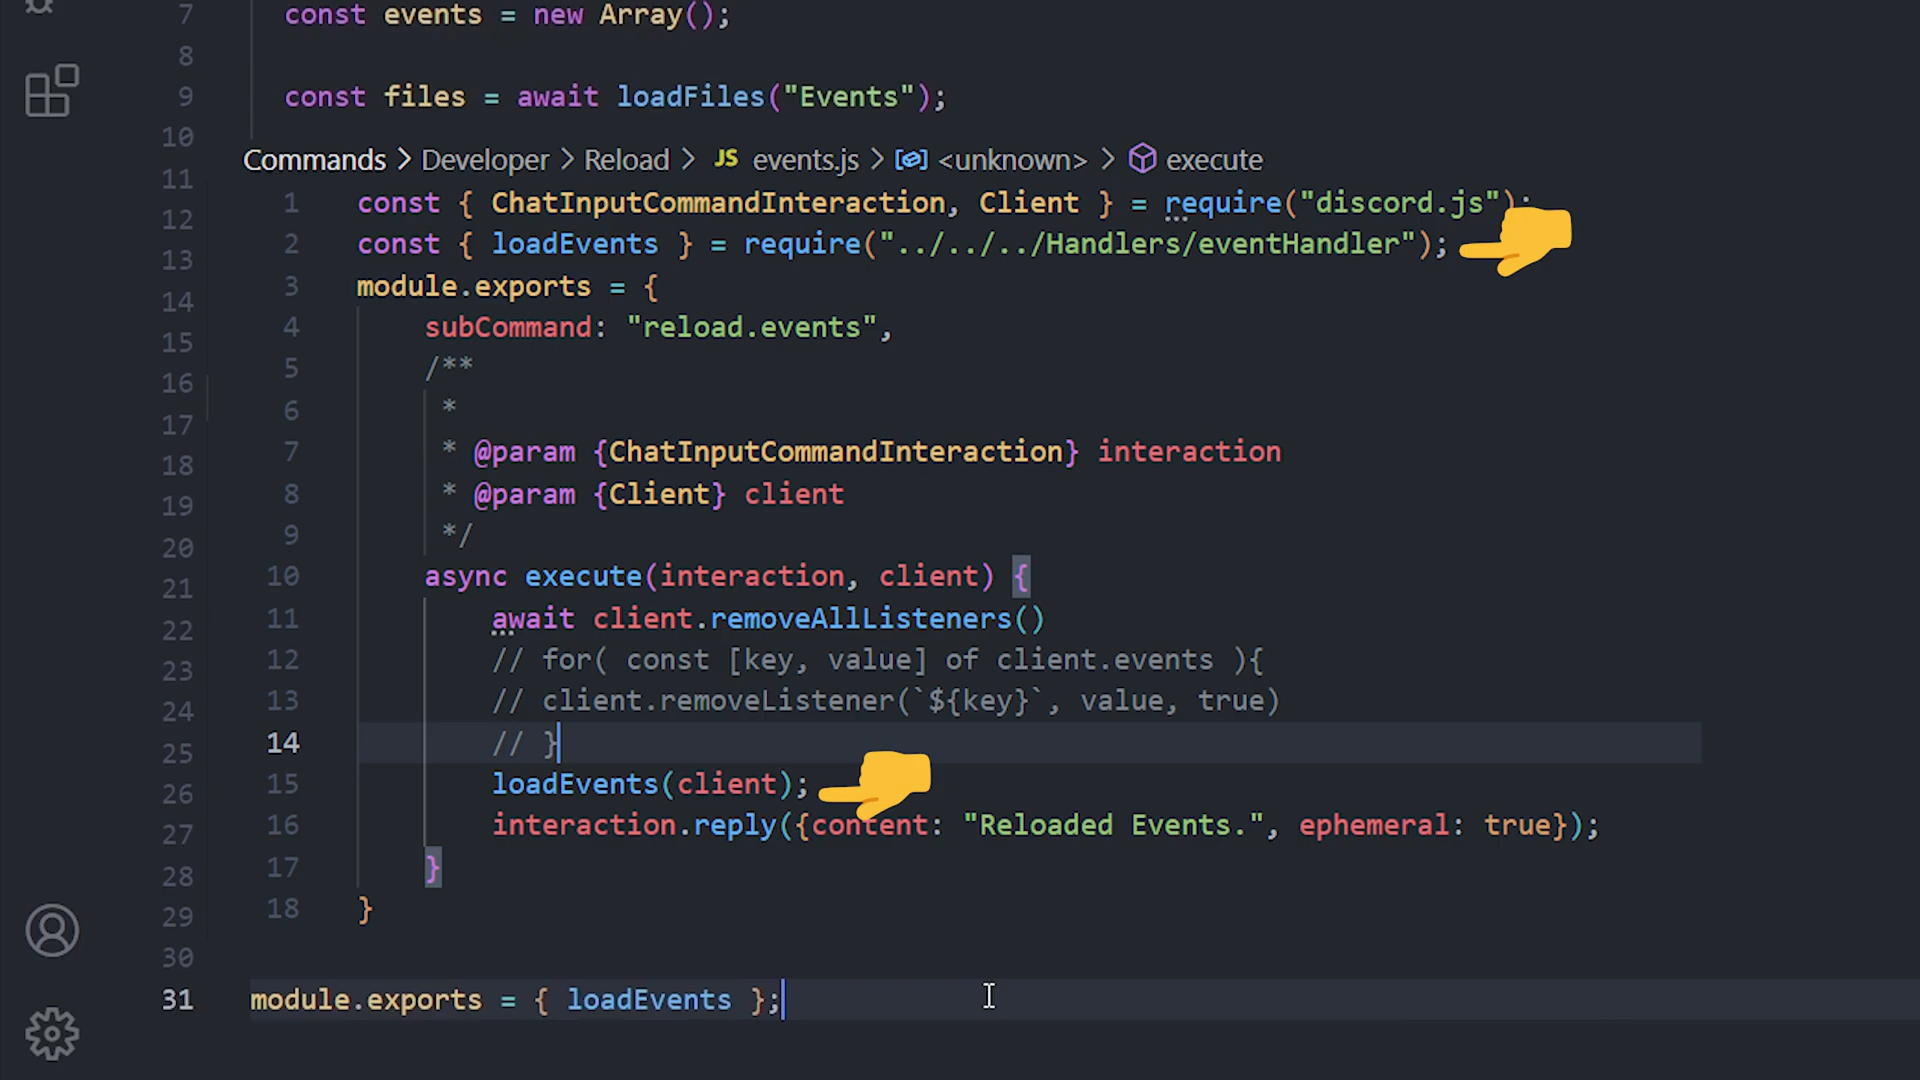 7 const events = new Array();
8
9 const files = await loadFiles("Events");
10
Commands > Developer > Reload > JS events.js > <unknown> > execute
11
12
13
14
15
16
17
18
19
20
21
22
23
24
25
26
27
28
29
30
1 const { ChatInputCommandInteraction, Client } = require("discord.js");
2 const { loadEvents } = require("../../../Handlers/eventHandler");
3 module.exports = {
4 subCommand: "reload.events",
5 /**
6 *
7 * @param {ChatInputCommandInteraction} interaction
8 * @param {Client} client
9 */
10 async execute(interaction, client) {
11 await client.removeAllListeners()
12 // for( const [key, value] of client.events ){
13 // client.removeListener(`${key}`, value, true)
14 // }
15 loadEvents(client);
16 interaction.reply({content: "Reloaded Events.", ephemeral: true});
17 }
18 }
31 module.exports = { loadEvents };